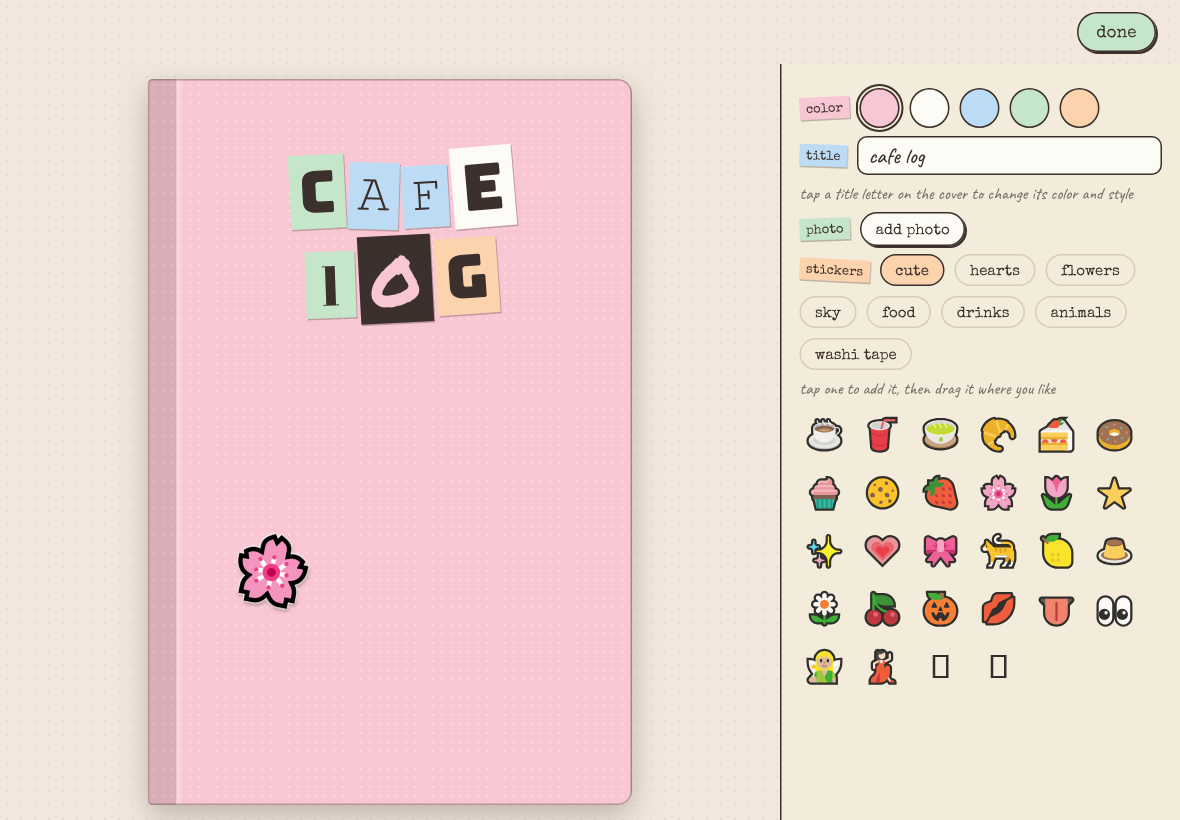 done
CAFE
lOG
color
title
cafe log
tap a title letter on the cover to change its color and style
photo
add photo
stickers
cute
hearts
flowers
sky
food
drinks
animals
washi tape
tap one to add it, then drag it where you like